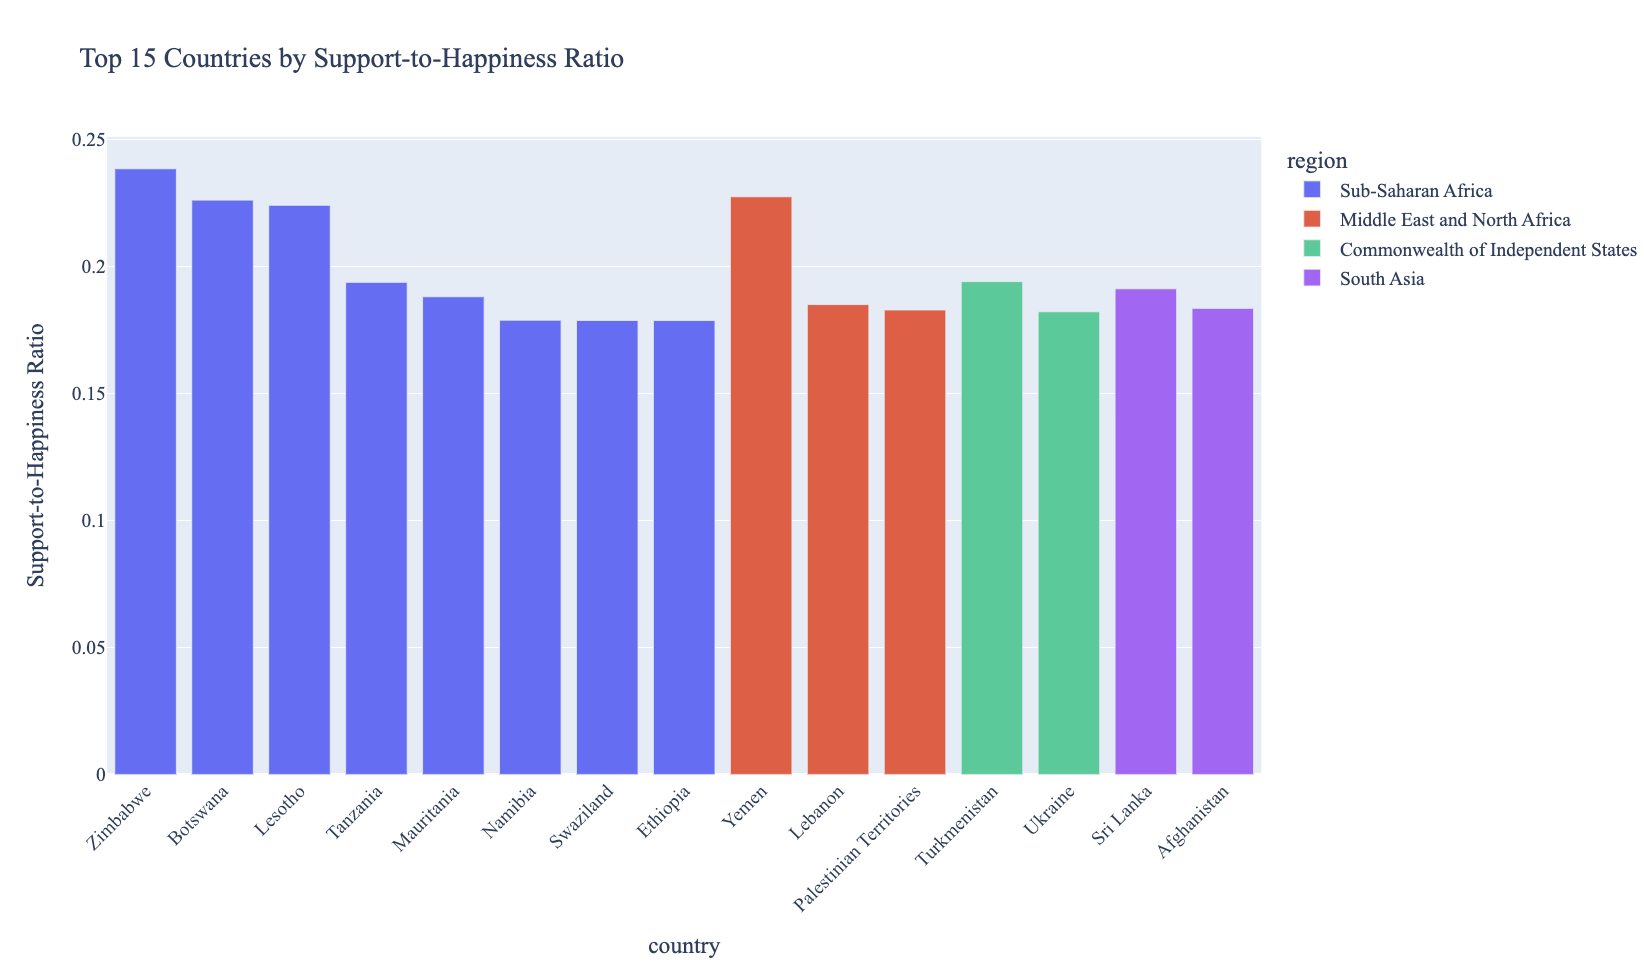 Top 15 Countries by Support-to-Happiness Ratio
Support-to-Happiness Ratio
0.25
0.2
0.15
0.1
0.05
0
Zimbabwe
Botswana
Lesotho
Tanzania
Mauritania
Namibia
Swaziland
Ethiopia
Yemen
Lebanon
Palestinian Territories
Turkmenistan
Ukraine
Sri Lanka
Afghanistan
country
region
Sub-Saharan Africa
Middle East and North Africa
Commonwealth of Independent States
South Asia